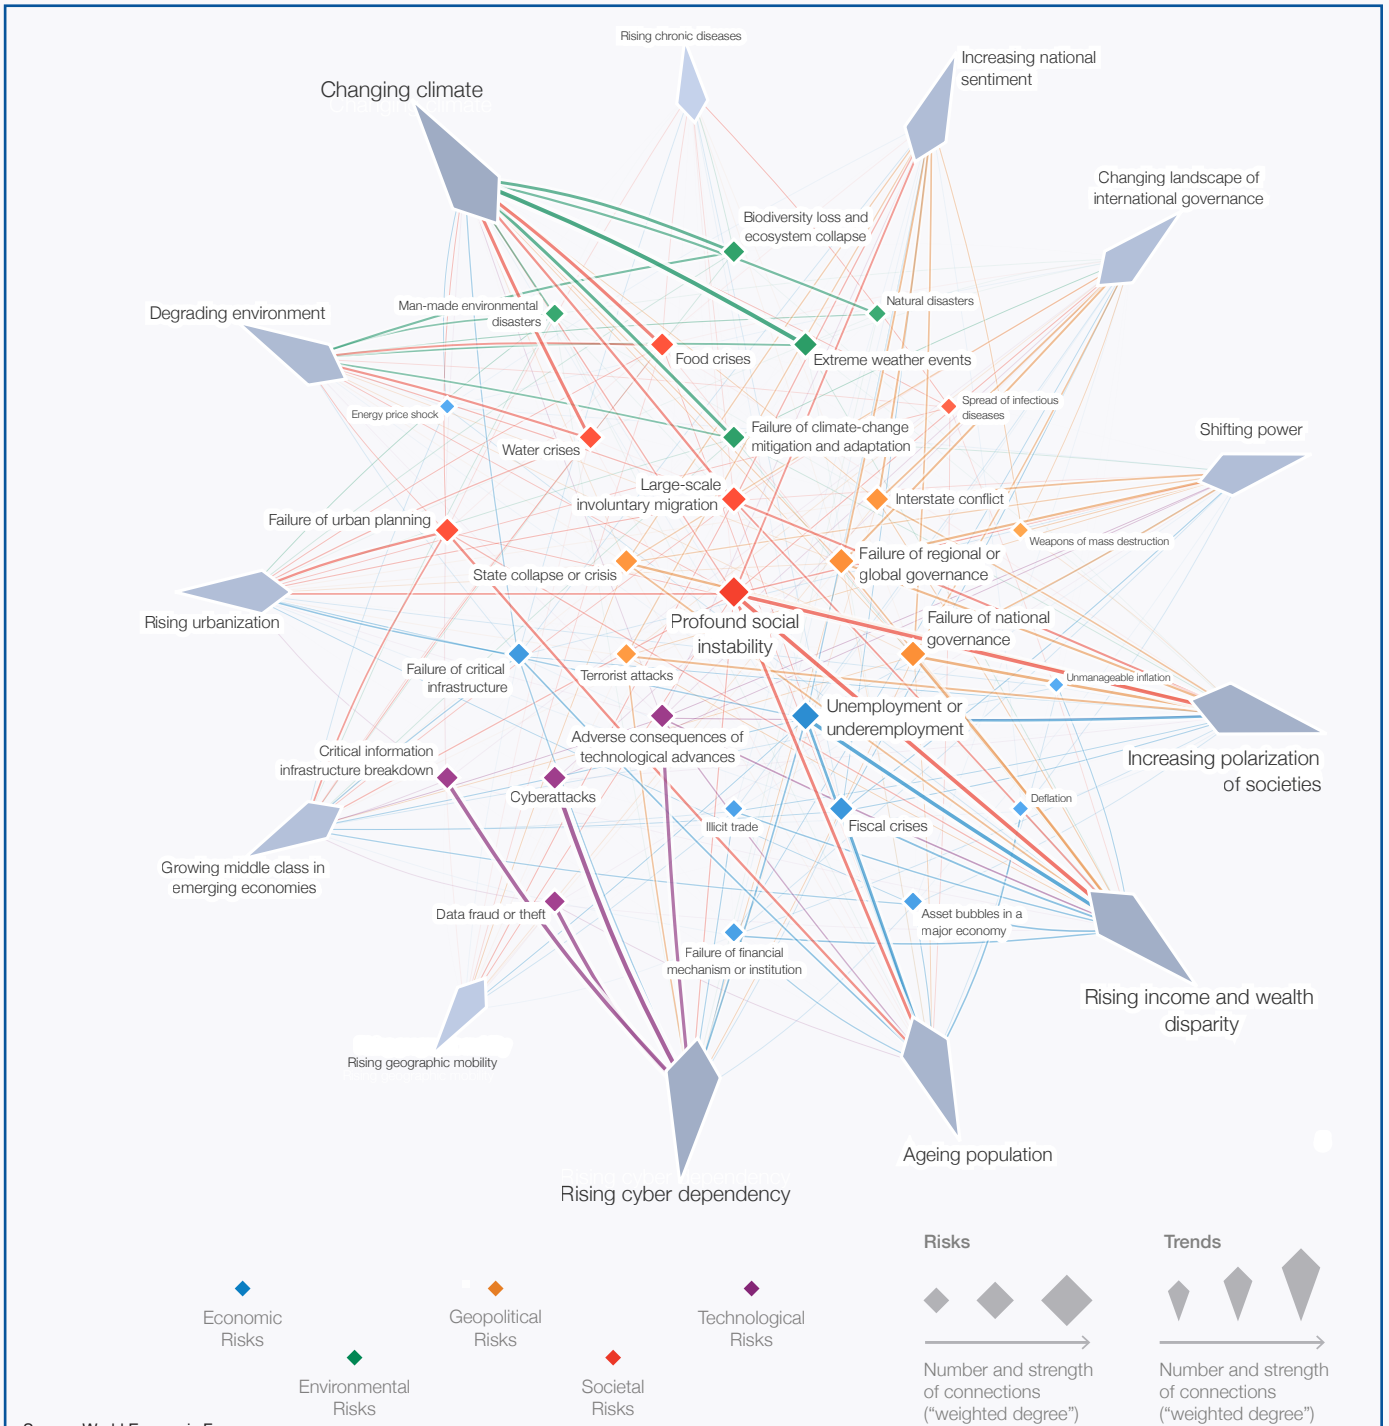 Rising chronic diseases
Increasing national
sentiment
Changing climate
Changing landscape of
international governance
Biodiversity loss and
ecosystem collapse
Man-made environmental
disasters
Natural disasters
Degrading environment
Food crises
Extreme weather events
Energy price shock
Spread of infectious
diseases
Water crises
Failure of climate-change
mitigation and adaptation
Shifting power
Large-scale
involuntary migration
Interstate conflict
Failure of urban planning
Weapons of mass destruction
State collapse or crisis
Failure of regional or
global governance
Rising urbanization
Profound social
instability
Failure of national
governance
Failure of critical
infrastructure
Terrorist attacks
Unmanageable inflation
Unemployment or
underemployment
Adverse consequences of
technological advances
Increasing polarization
of societies
Critical information
infrastructure breakdown
Cyberattacks
Illicit trade
Fiscal crises
Deflation
Growing middle class in
emerging economies
Data fraud or theft
Asset bubbles in a
major economy
Failure of financial
mechanism or institution
Rising income and wealth
disparity
Rising geographic mobility
Ageing population
Rising cyber dependency
Risks
Trends
Economic
Risks
Geopolitical
Risks
Technological
Risks
Environmental
Risks
Societal
Risks
Number and strength
of connections
("weighted degree")
Number and strength
of connections
("weighted degree")